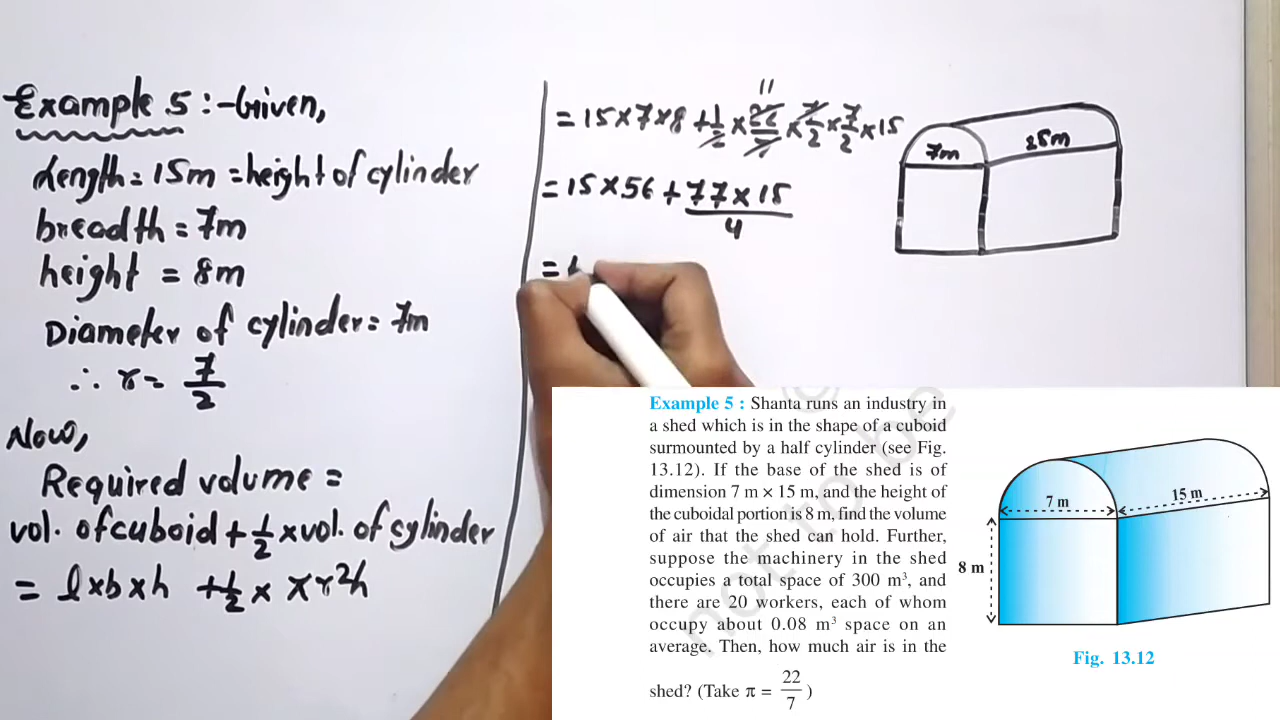 Example 5 :- Given,
Length = 15m = height of cylinder
breadth = 7m
height = 8m
Diameter of cylinder = 7m
∴ r = 7/2
Now,
Required volume =
vol. of cuboid + 1/2 × vol. of cylinder
= l×b×h + 1/2 × πr²h
11
= 15×7×8 + 1/2 × 22/7 × 7/2 × 7/2 × 15
= 15×56 + 77×15/4
=
7m
15m
Example 5 : Shanta runs an industry in
a shed which is in the shape of a cuboid
surmounted by a half cylinder (see Fig.
13.12). If the base of the shed is of
dimension 7 m × 15 m, and the height of
the cuboidal portion is 8 m, find the volume
of air that the shed can hold. Further,
suppose the machinery in the shed
occupies a total space of 300 m³, and
there are 20 workers, each of whom
occupy about 0.08 m³ space on an
average. Then, how much air is in the
shed? (Take π = 22/7)
not to be
©
7 m
15 m
8 m
Fig. 13.12